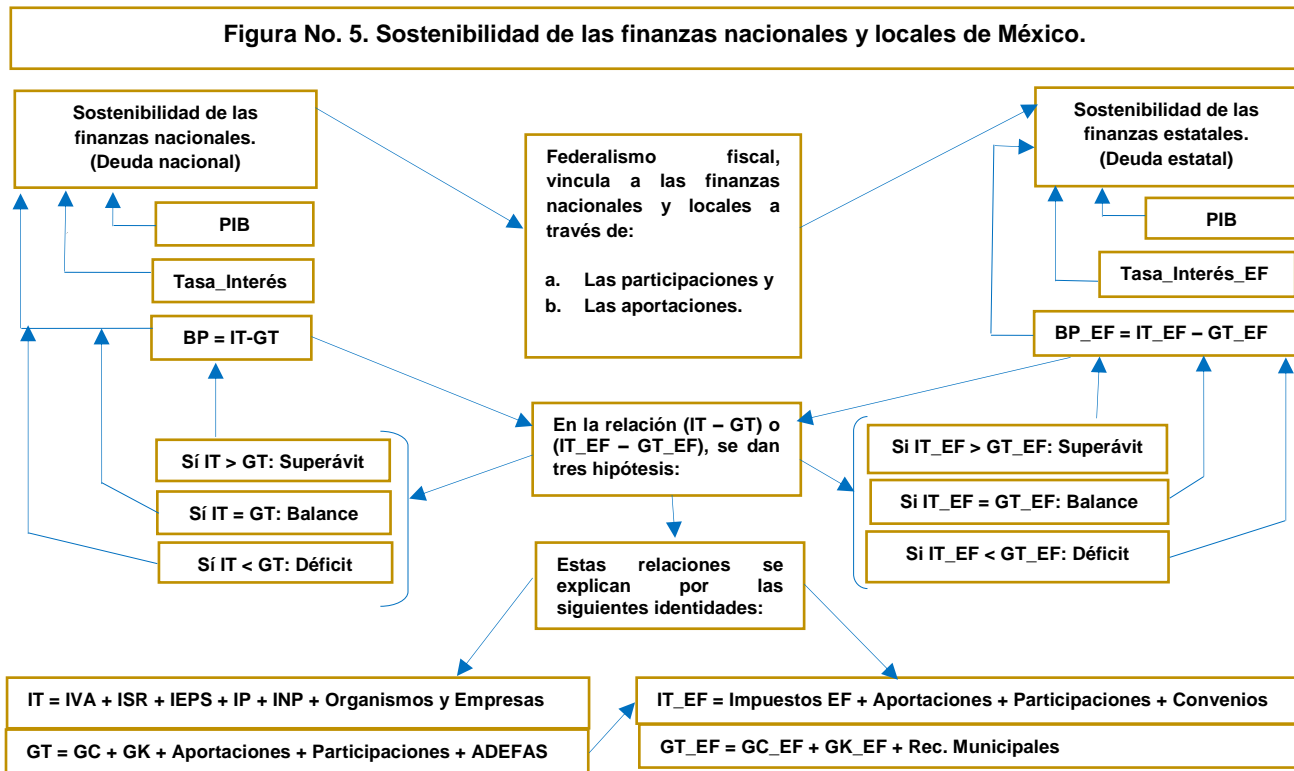 Figura No. 5. Sostenibilidad de las finanzas nacionales y locales de México.
Sostenibilidad de las
finanzas nacionales.
(Deuda nacional)
PIB
Tasa_Interés
BP = IT-GT
Sí IT > GT: Superávit
Sí IT = GT: Balance
Sí IT < GT: Déficit
Federalismo fiscal,
vincula a las finanzas
nacionales y locales a
través de:
a. Las participaciones y
b. Las aportaciones.
En la relación (IT – GT) o
(IT_EF – GT_EF), se dan
tres hipótesis:
Estas relaciones se
explican por las
siguientes identidades:
Sostenibilidad de las
finanzas estatales.
(Deuda estatal)
PIB
Tasa_Interés_EF
BP_EF = IT_EF – GT_EF
Si IT_EF > GT_EF: Superávit
Si IT_EF = GT_EF: Balance
Si IT_EF < GT_EF: Déficit
IT = IVA + ISR + IEPS + IP + INP + Organismos y Empresas
GT = GC + GK + Aportaciones + Participaciones + ADEFAS
IT_EF = Impuestos EF + Aportaciones + Participaciones + Convenios
GT_EF = GC_EF + GK_EF + Rec. Municipales